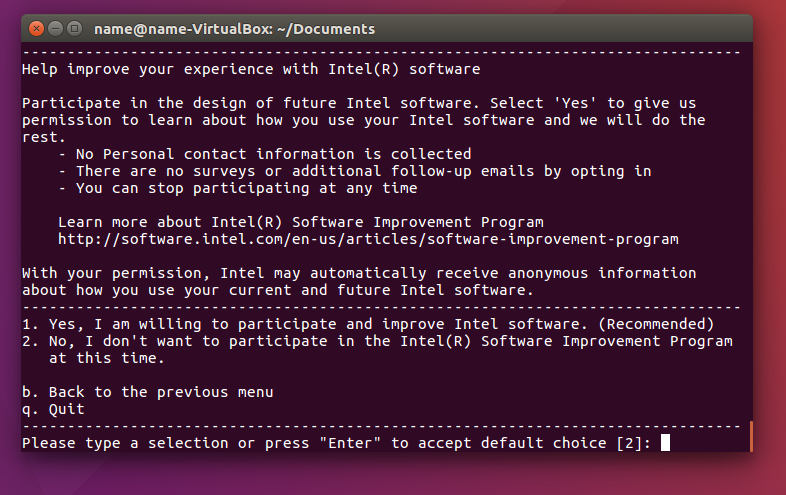 name@name-VirtualBox: ~/Documents
--------------------------------------------------------------------------------
Help improve your experience with Intel(R) software

Participate in the design of future Intel software. Select 'Yes' to give us
permission to learn about how you use your Intel software and we will do the
rest.
    - No Personal contact information is collected
    - There are no surveys or additional follow-up emails by opting in
    - You can stop participating at any time

    Learn more about Intel(R) Software Improvement Program
    http://software.intel.com/en-us/articles/software-improvement-program

With your permission, Intel may automatically receive anonymous information
about how you use your current and future Intel software.
--------------------------------------------------------------------------------
1. Yes, I am willing to participate and improve Intel software. (Recommended)
2. No, I don't want to participate in the Intel(R) Software Improvement Program
   at this time.

b. Back to the previous menu
q. Quit
--------------------------------------------------------------------------------
Please type a selection or press "Enter" to accept default choice [2]: